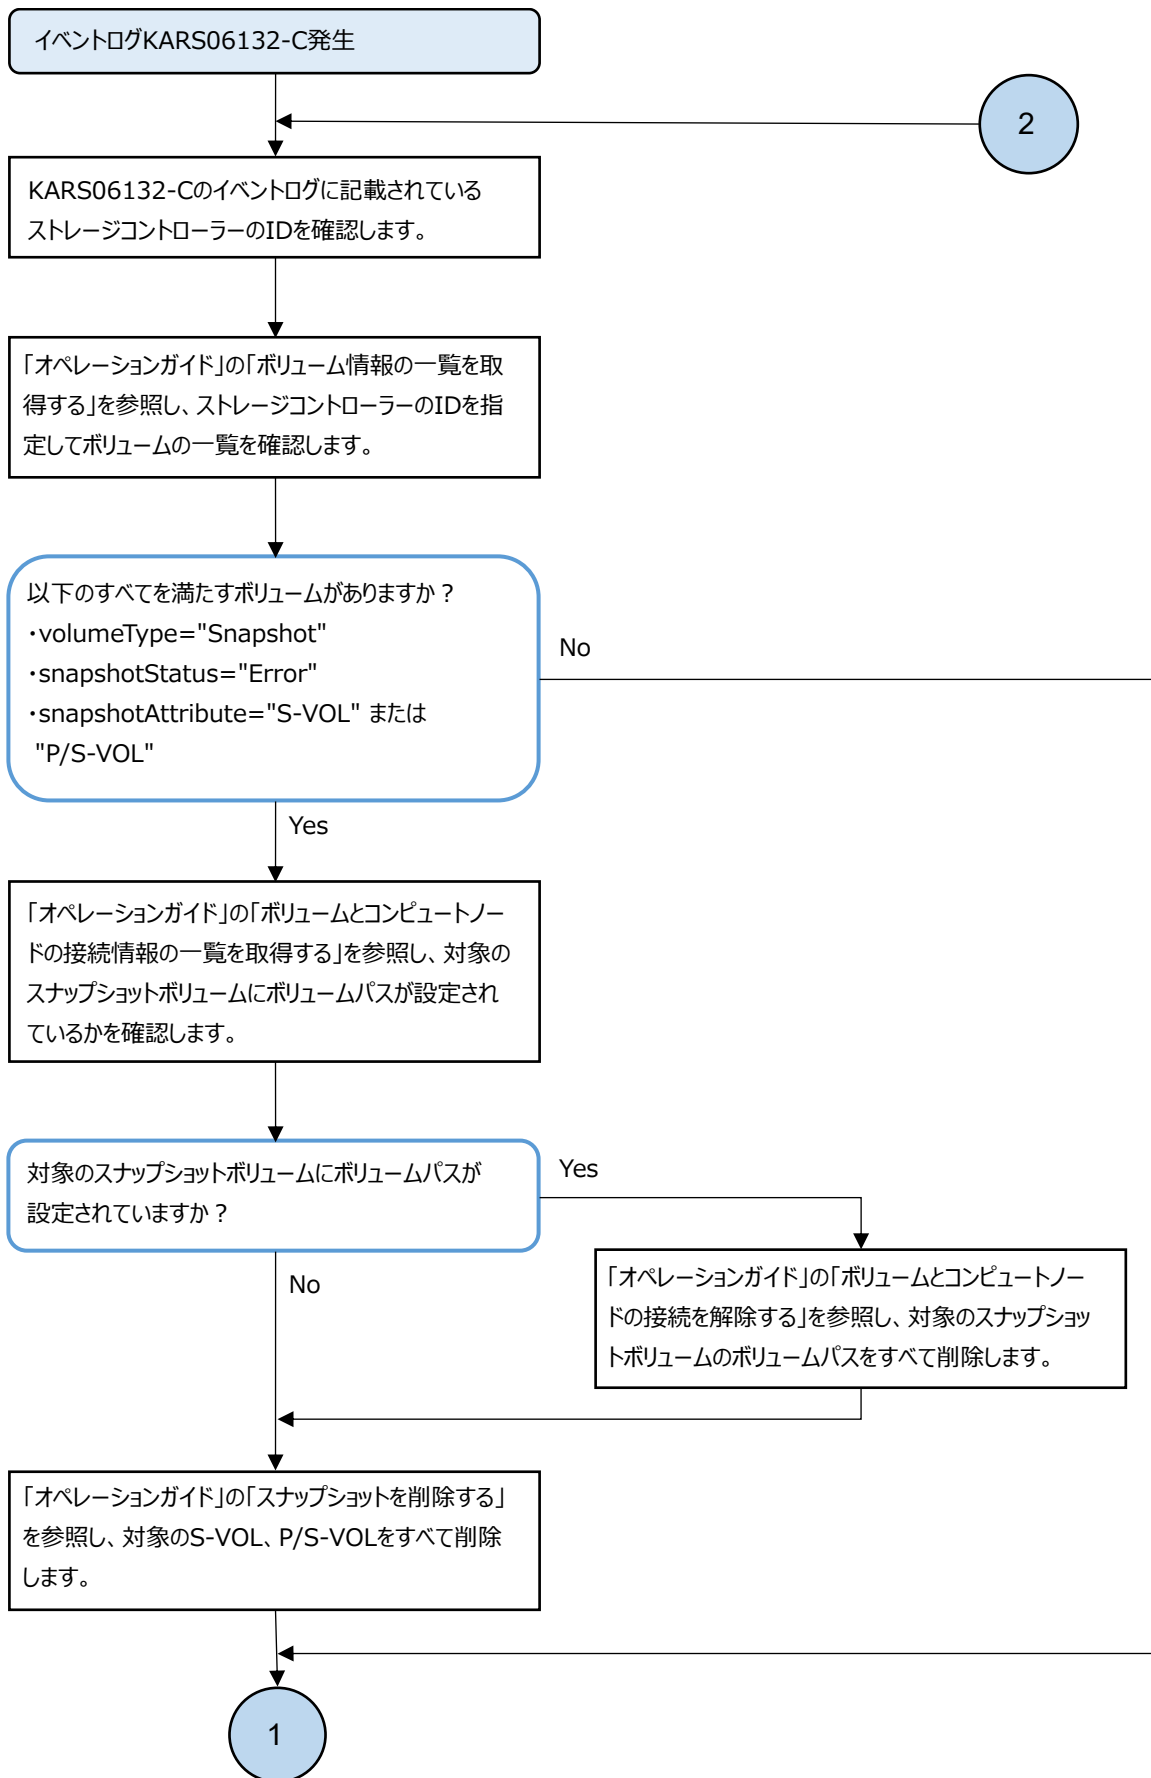 イベントログKARS06132-C発生
2
KARS06132-Cのイベントログに記載されている
ストレージコントローラーのIDを確認します。
「オペレーションガイド」の「ボリューム情報の一覧を取
得する」を参照し、ストレージコントローラーのIDを指
定してボリュームの一覧を確認します。
以下のすべてを満たすボリュームがありますか？
・volumeType="Snapshot"
・snapshotStatus="Error"
・snapshotAttribute="S-VOL" または
"P/S-VOL"
No
Yes
「オペレーションガイド」の「ボリュームとコンピュートノー
ドの接続情報の一覧を取得する」を参照し、対象の
スナップショットボリュームにボリュームパスが設定され
ているかを確認します。
対象のスナップショットボリュームにボリュームパスが
設定されていますか？
Yes
No
「オペレーションガイド」の「ボリュームとコンピュートノー
ドの接続を解除する」を参照し、対象のスナップショッ
トボリュームのボリュームパスをすべて削除します。
「オペレーションガイド」の「スナップショットを削除する」
を参照し、対象のS-VOL、P/S-VOLをすべて削除
します。
1